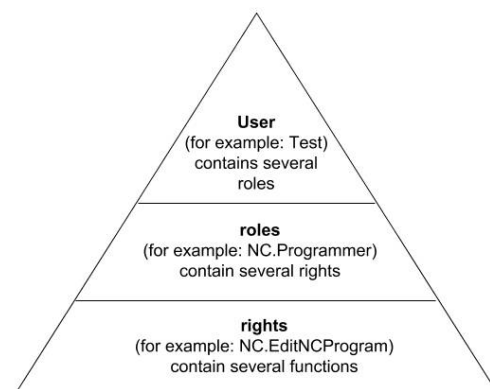 User
(for example: Test)
contains several
roles
roles
(for example: NC.Programmer)
contain several rights
rights
(for example: NC.EditNCProgram)
contain several functions